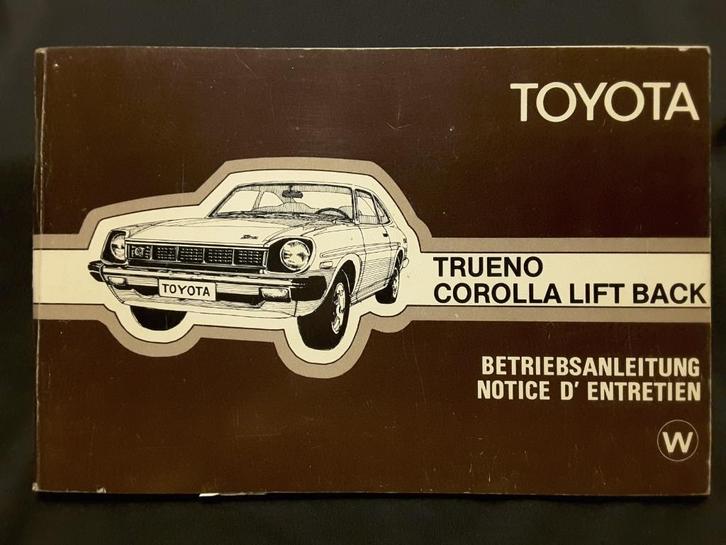 TOYOTA
TOYOTA
TRUENO
COROLLA LIFT BACK
BETRIEBSANLEITUNG
NOTICE D' ENTRETIEN
W